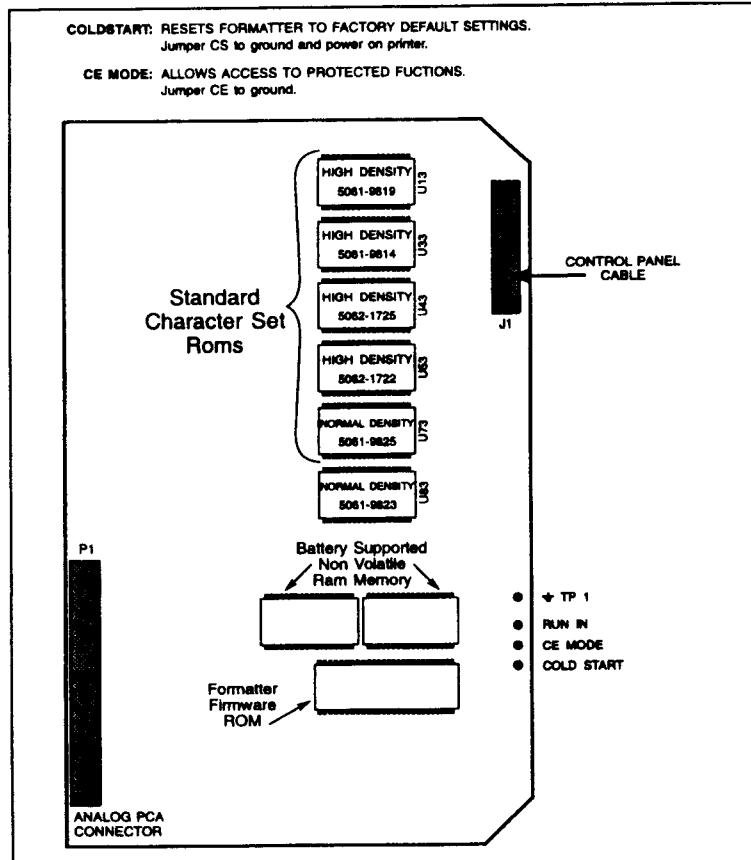 COLDSTART: RESETS FORMATTER TO FACTORY DEFAULT SETTINGS.
Jumper CS to ground and power on printer.
CE MODE: ALLOWS ACCESS TO PROTECTED FUCTIONS.
Jumper CE to ground.
HIGH DENSITY
5061-9819
U13
HIGH DENSITY
5061-9814
U33
CONTROL PANEL
CABLE
J1
Standard
Character Set
Roms
HIGH DENSITY
5062-1725
U43
HIGH DENSITY
5062-1722
U53
NORMAL DENSITY
5061-9825
U73
NORMAL DENSITY
5061-9823
U83
P1
Battery Supported
Non Volatile
Ram Memory
TP 1
RUN IN
CE MODE
COLD START
Formatter
Firmware
ROM
ANALOG PCA
CONNECTOR